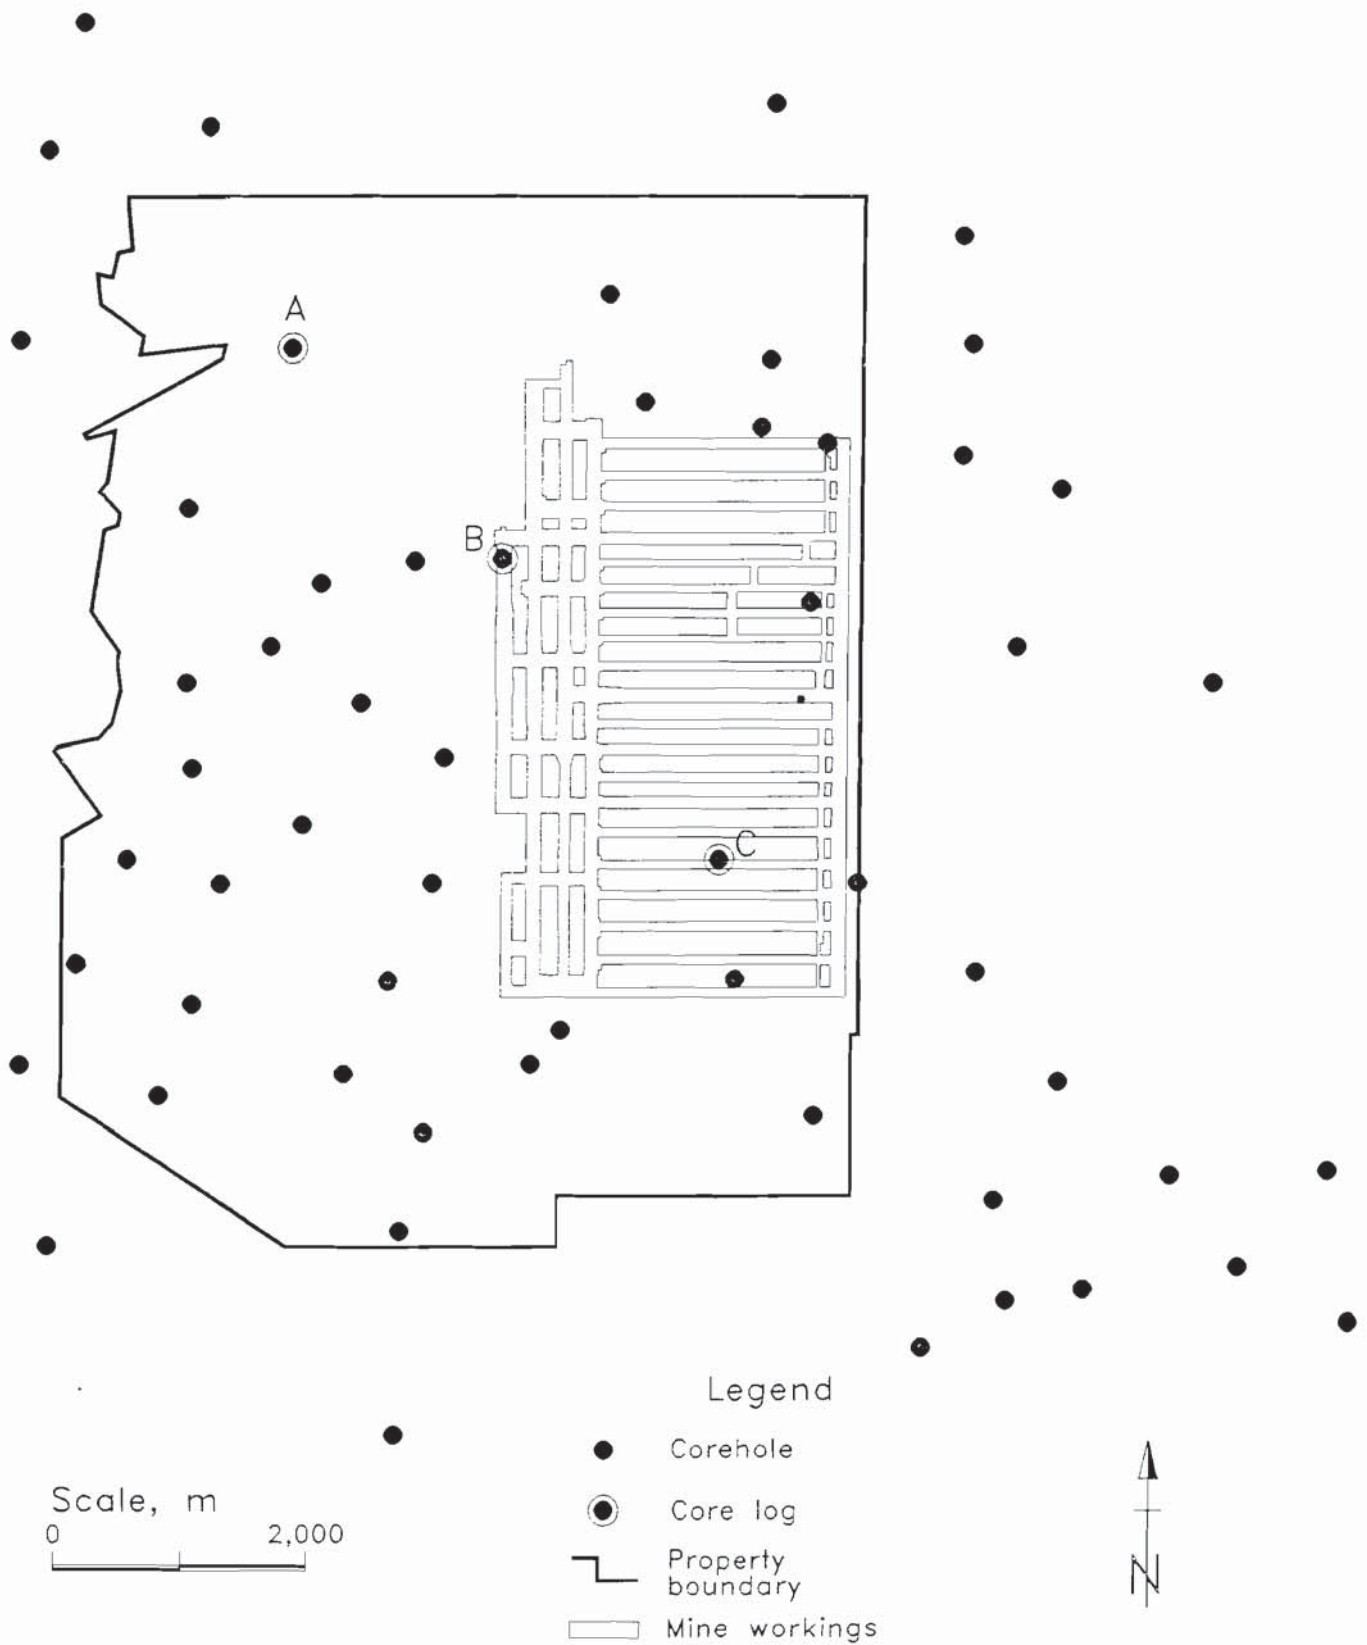 A
B
C
Legend
Corehole
Scale, m
0 2,000
Core log
Property
boundary
N
Mine workings